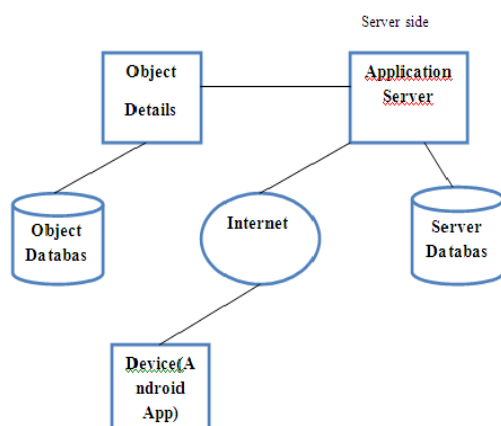 Server side
Object
Details
Application
Server
Object
Databas
Internet
Server
Databas
Device(A
ndroid
App)